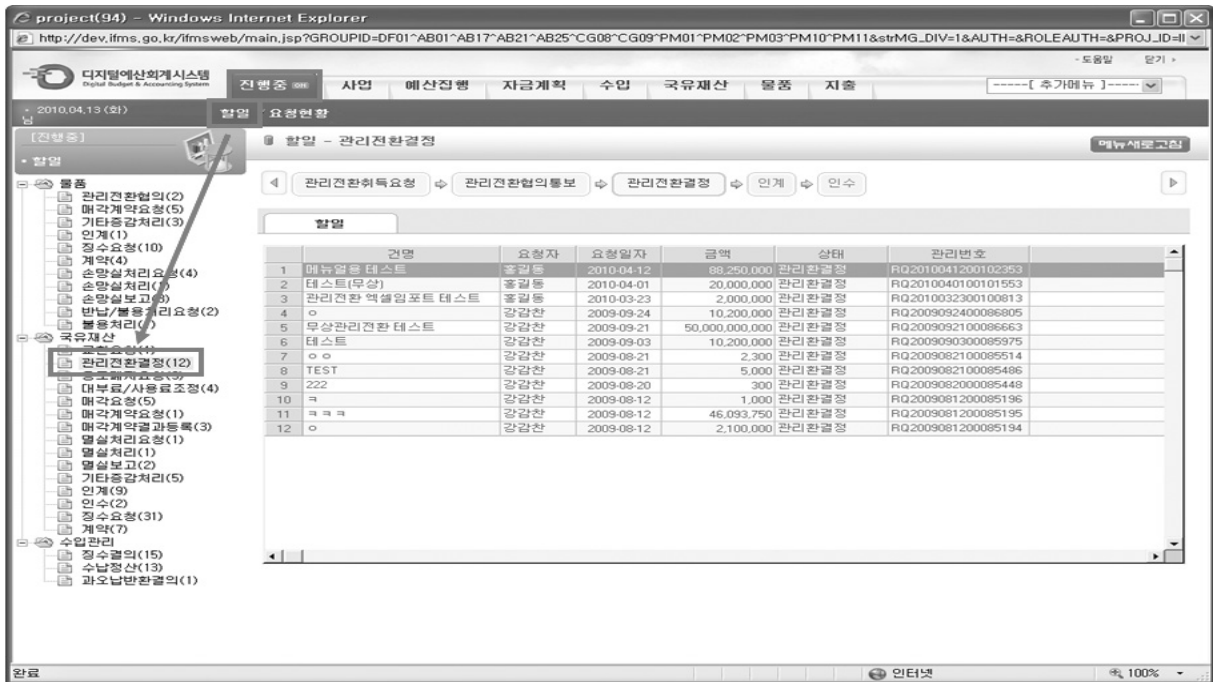 project(94) - Windows Internet Explorer
http://dev.ifms.go.kr/ifmsweb/main.jsp?GROUPID=DF01^AB01^AB17^AB21^AB25^CG08^CG09^PM01^PM02^PM03^PM10^PM11&strMG_DIV=1&AUTH=&ROLEAUTH=&PROJ_ID=II
- 도움말 닫기
디지털예산회계시스템
Digital Budget & Accounting System
진행중 on 사업 예산집행 자금계획 수입 국유재산 물품 지출 -----[ 추가메뉴 ]-----
2010.04.13 (화)
님
할일 요청현황
[진행중]
• 할일
할일 - 관리전환결정
메뉴새로고침
관리전환취득요청 관리전환협의통보 관리전환결정 인계 인수
할일
물품
관리전환협의(2)
매각계약요청(5)
기타증감처리(3)
인계(1)
징수요청(10)
계약(4)
손망실처리요청(4)
손망실처리
손망실보고
반납/불용처리요청(2)
불용처리
국유재산
관리전환결정(12)
대부료/사용료조정(4)
매각요청(5)
매각계약요청(1)
매각계약결과등록(3)
멸실처리요청(1)
멸실처리(1)
멸실보고(2)
기타증감처리(5)
인계(9)
인수(2)
징수요청(31)
계약(7)
수입관리
징수결의(15)
수납정산(13)
과오납반환결의(1)
건명 요청자 요청일자 금액 상태 관리번호
1 메뉴얼용 테스트 홍길동 2010-04-12 88,250,000 관리환결정 RQ2010041200102353
2 테스트(무상) 홍길동 2010-04-01 20,000,000 관리환결정 RQ2010040100101553
3 관리전환 엑셀임포트 테스트 홍길동 2010-03-23 2,000,000 관리환결정 RQ2010032300100813
4 ㅇ 강감찬 2009-09-24 10,200,000 관리환결정 RQ2009092400086805
5 무상관리전환 테스트 강감찬 2009-09-21 50,000,000,000 관리환결정 RQ2009092100086663
6 테스트 강감찬 2009-09-03 10,200,000 관리환결정 RQ2009090300085975
7 ㅇㅇ 강감찬 2009-08-21 2,300 관리환결정 RQ2009082100085514
8 TEST 강감찬 2009-08-21 5,000 관리환결정 RQ2009082100085486
9 222 강감찬 2009-08-20 300 관리환결정 RQ2009082000085448
10 ㅋ 강감찬 2009-08-12 1,000 관리환결정 RQ2009081200085196
11 ㅋㅋㅋ 강감찬 2009-08-12 46,093,750 관리환결정 RQ2009081200085195
12 ㅇ 강감찬 2009-08-12 2,100,000 관리환결정 RQ2009081200085194
완료 인터넷 100%